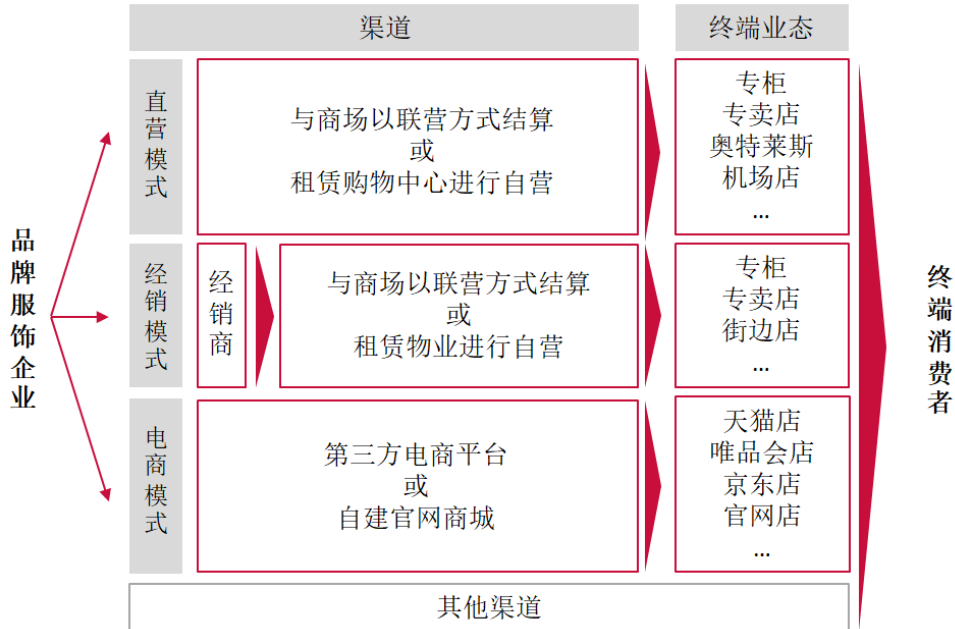 渠道
终端业态
品牌服饰企业
直营模式
与商场以联营方式结算
或
租赁购物中心进行自营
专柜
专卖店
奥特莱斯
机场店
...
经销模式
经销商
与商场以联营方式结算
或
租赁物业进行自营
专柜
专卖店
街边店
...
电商模式
第三方电商平台
或
自建官网商城
天猫店
唯品会店
京东店
官网店
...
终端消费者
其他渠道